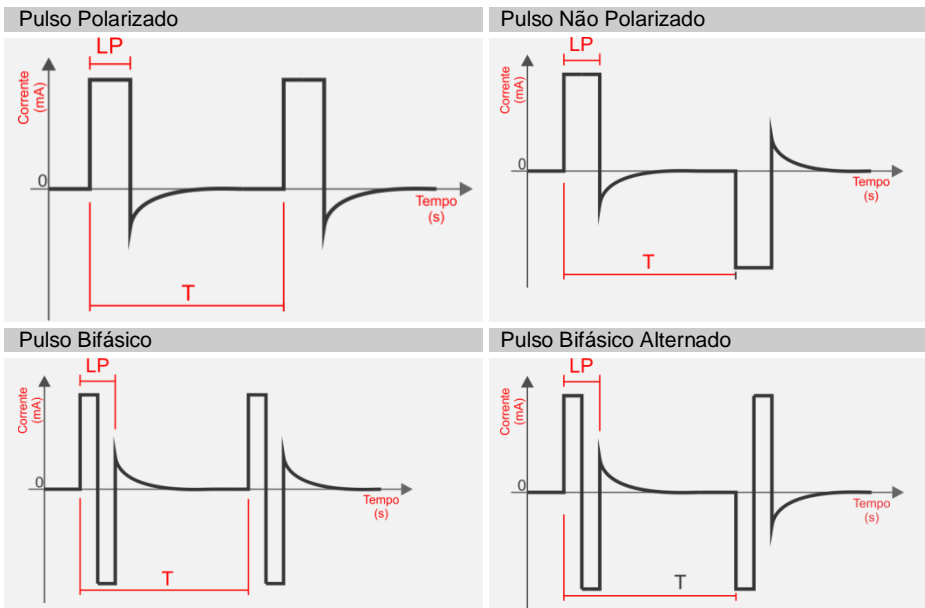 Pulso Polarizado
LP
Corrente
(mA)
0
Tempo
(s)
T
Pulso Não Polarizado
LP
Corrente
(mA)
0
Tempo
(s)
T
Pulso Bifásico
LP
Corrente
(mA)
0
Tempo
(s)
T
Pulso Bifásico Alternado
LP
Corrente
(mA)
0
Tempo
(s)
T